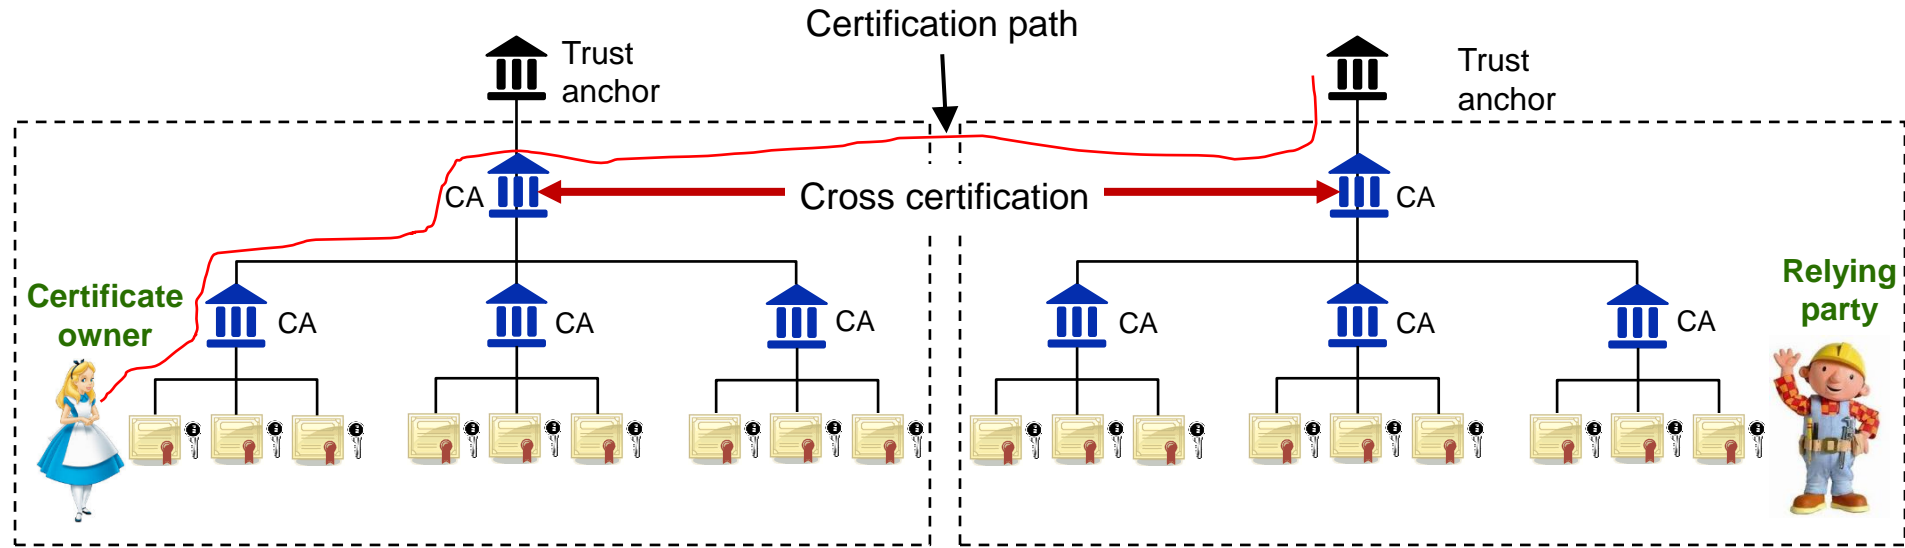 Certification path
Trust
anchor
Trust
anchor
CA
Cross certification
CA
Certificate
owner
CA
CA
CA
CA
CA
CA
Relying
party